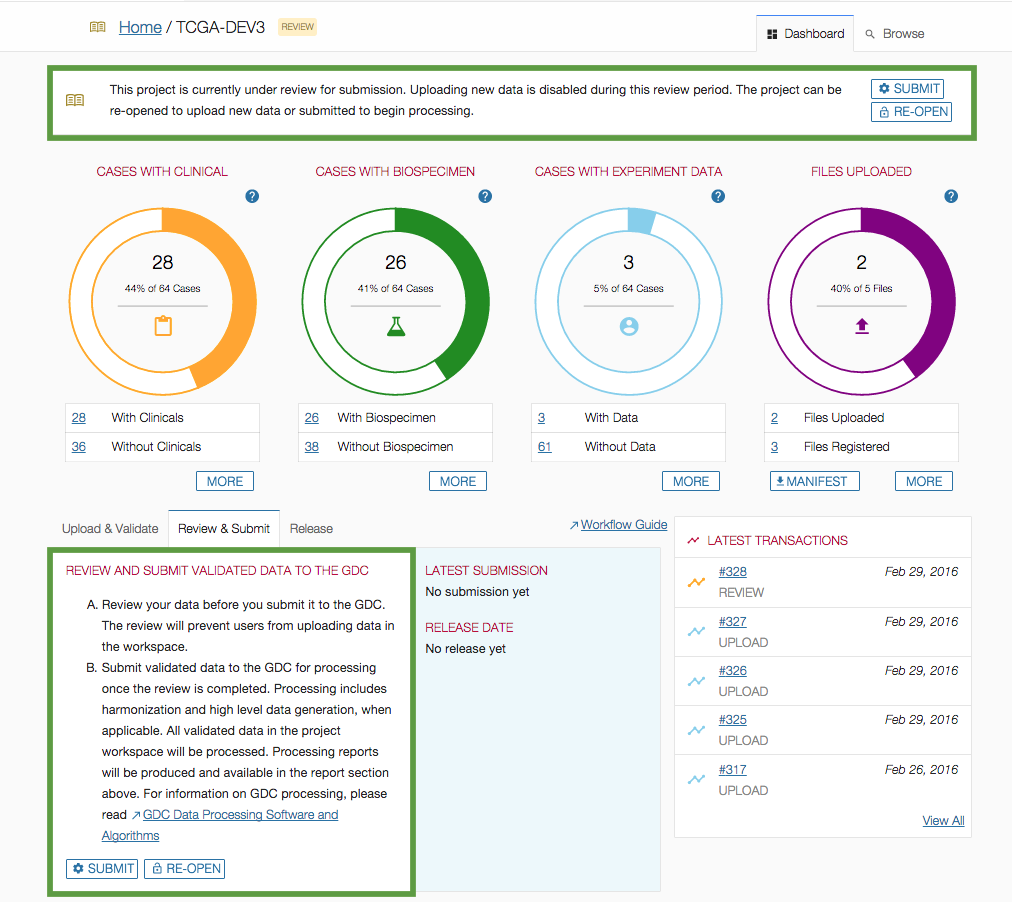 Home / TCGA-DEV3 REVIEW
Dashboard
Browse
This project is currently under review for submission. Uploading new data is disabled during this review period. The project can be
re-opened to upload new data or submitted to begin processing.
SUBMIT
RE-OPEN
CASES WITH CLINICAL
?
28
44% of 64 Cases
28 With Clinicals
36 Without Clinicals
MORE
CASES WITH BIOSPECIMEN
?
26
41% of 64 Cases
26 With Biospecimen
38 Without Biospecimen
MORE
CASES WITH EXPERIMENT DATA
?
3
5% of 64 Cases
3 With Data
61 Without Data
MORE
FILES UPLOADED
?
2
40% of 5 Files
2 Files Uploaded
3 Files Registered
MANIFEST
MORE
Upload & Validate
Review & Submit
Release
Workflow Guide
REVIEW AND SUBMIT VALIDATED DATA TO THE GDC
A. Review your data before you submit it to the GDC.
The review will prevent users from uploading data in
the workspace.
B. Submit validated data to the GDC for processing
once the review is completed. Processing includes
harmonization and high level data generation, when
applicable. All validated data in the project
workspace will be processed. Processing reports
will be produced and available in the report section
above. For information on GDC processing, please
read GDC Data Processing Software and
Algorithms
SUBMIT
RE-OPEN
LATEST SUBMISSION
No submission yet
RELEASE DATE
No release yet
LATEST TRANSACTIONS
#328 Feb 29, 2016
REVIEW
#327 Feb 29, 2016
UPLOAD
#326 Feb 29, 2016
UPLOAD
#325 Feb 29, 2016
UPLOAD
#317 Feb 26, 2016
UPLOAD
View All